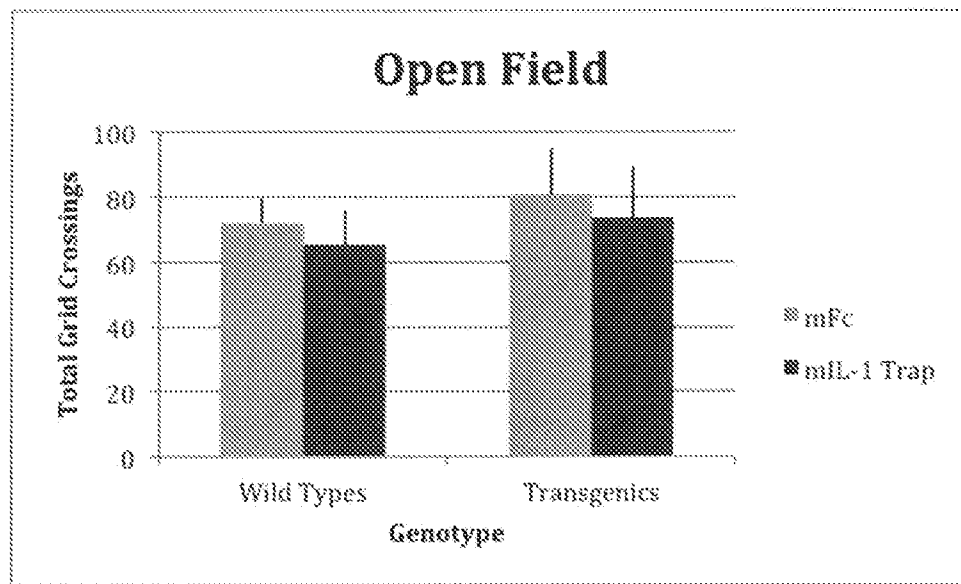 Open Field
Total Grid Crossings
100
80
60
40
20
0
Wild Types Transgenics
Genotype
mFc
mIL-1 Trap